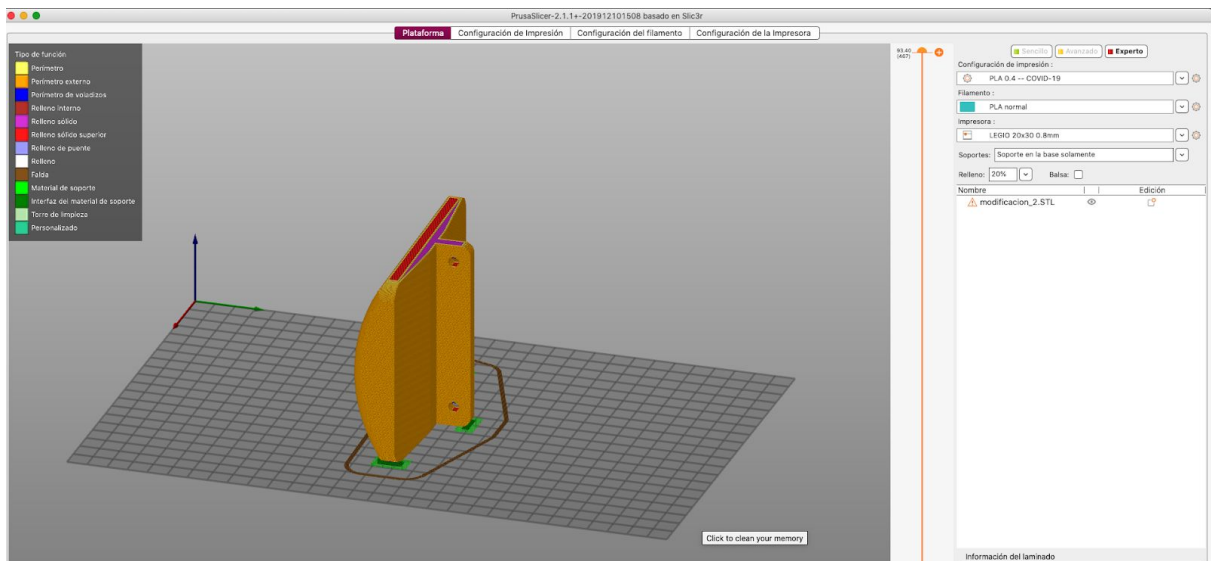 PrusaSlicer-2.1.1+-201912101508 basado en Slic3r
Plataforma Configuración de Impresión Configuración del filamento Configuración de la Impresora
Tipo de función
Perímetro
Perímetro externo
Perímetro de voladizos
Relleno interno
Relleno sólido
Relleno sólido superior
Relleno de puente
Relleno
Falda
Material de soporte
Interfaz del material de soporte
Torre de limpieza
Personalizado
93.40
(467)
Sencillo Avanzado Experto
Configuración de impresión :
PLA 0.4 -- COVID-19
Filamento :
PLA normal
Impresora :
LEGIO 20x30 0.8mm
Soportes: Soporte en la base solamente
Relleno: 20% Balsa:
Nombre Edición
modificacion_2.STL
Click to clean your memory
Información del laminado